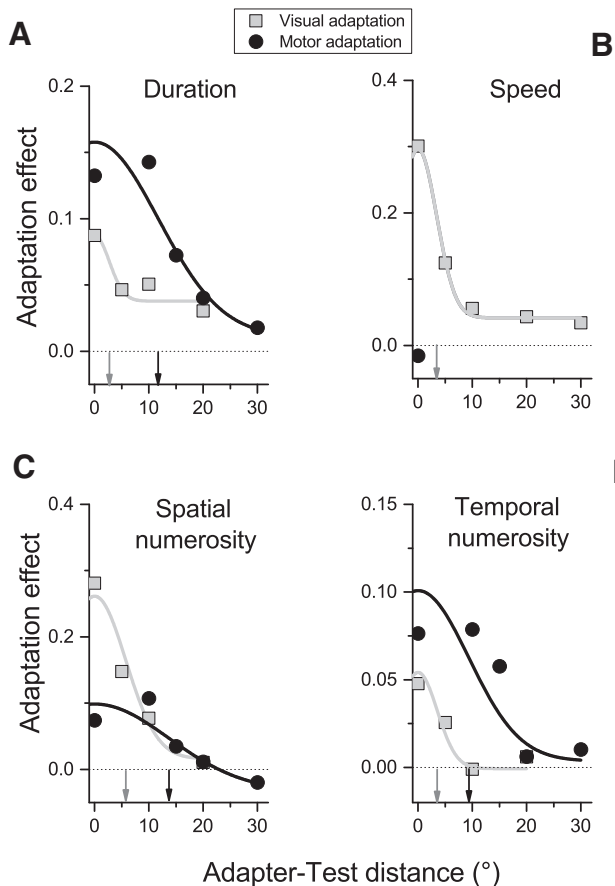 Visual adaptation
Motor adaptation
A
B
Duration
Speed
0.2
0.1
0.0
0 10 20 30
0.4
0.2
0.0
0 10 20 30
Adaptation effect
C
Spatial
numerosity
Temporal
numerosity
0.4
0.2
0.0
0 10 20 30
0.15
0.10
0.05
0.00
0 10 20 30
Adaptation effect
Adapter-Test distance (°)